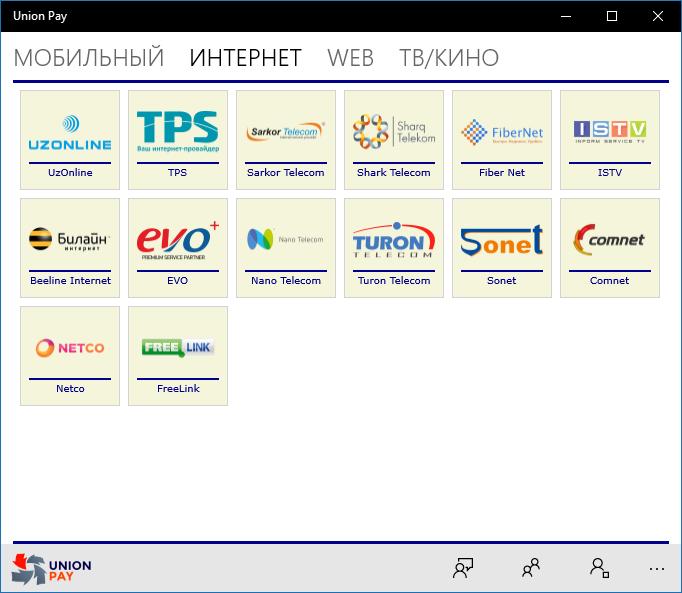 Union Pay
МОБИЛЬНЫЙ ИНТЕРНЕТ WEB ТВ/КИНО
UZONLINE
UzOnline
TPS
Ваш интернет-провайдер
TPS
Sarkor Telecom
Sarkor Telecom
Sharq
Telekom
Shark Telecom
FiberNet
Fiber Net
ISTV
INFORM SERVICE TV
ISTV
Билайн
интернет
Beeline Internet
evo+
PREMIUM SERVICE PARTNER
EVO
Nano Telecom
Nano Telecom
TURON
TELECOM
Turon Telecom
Sonet
Sonet
comnet
Comnet
NETCO
Netco
FREE LINK
FreeLink
UNION
PAY